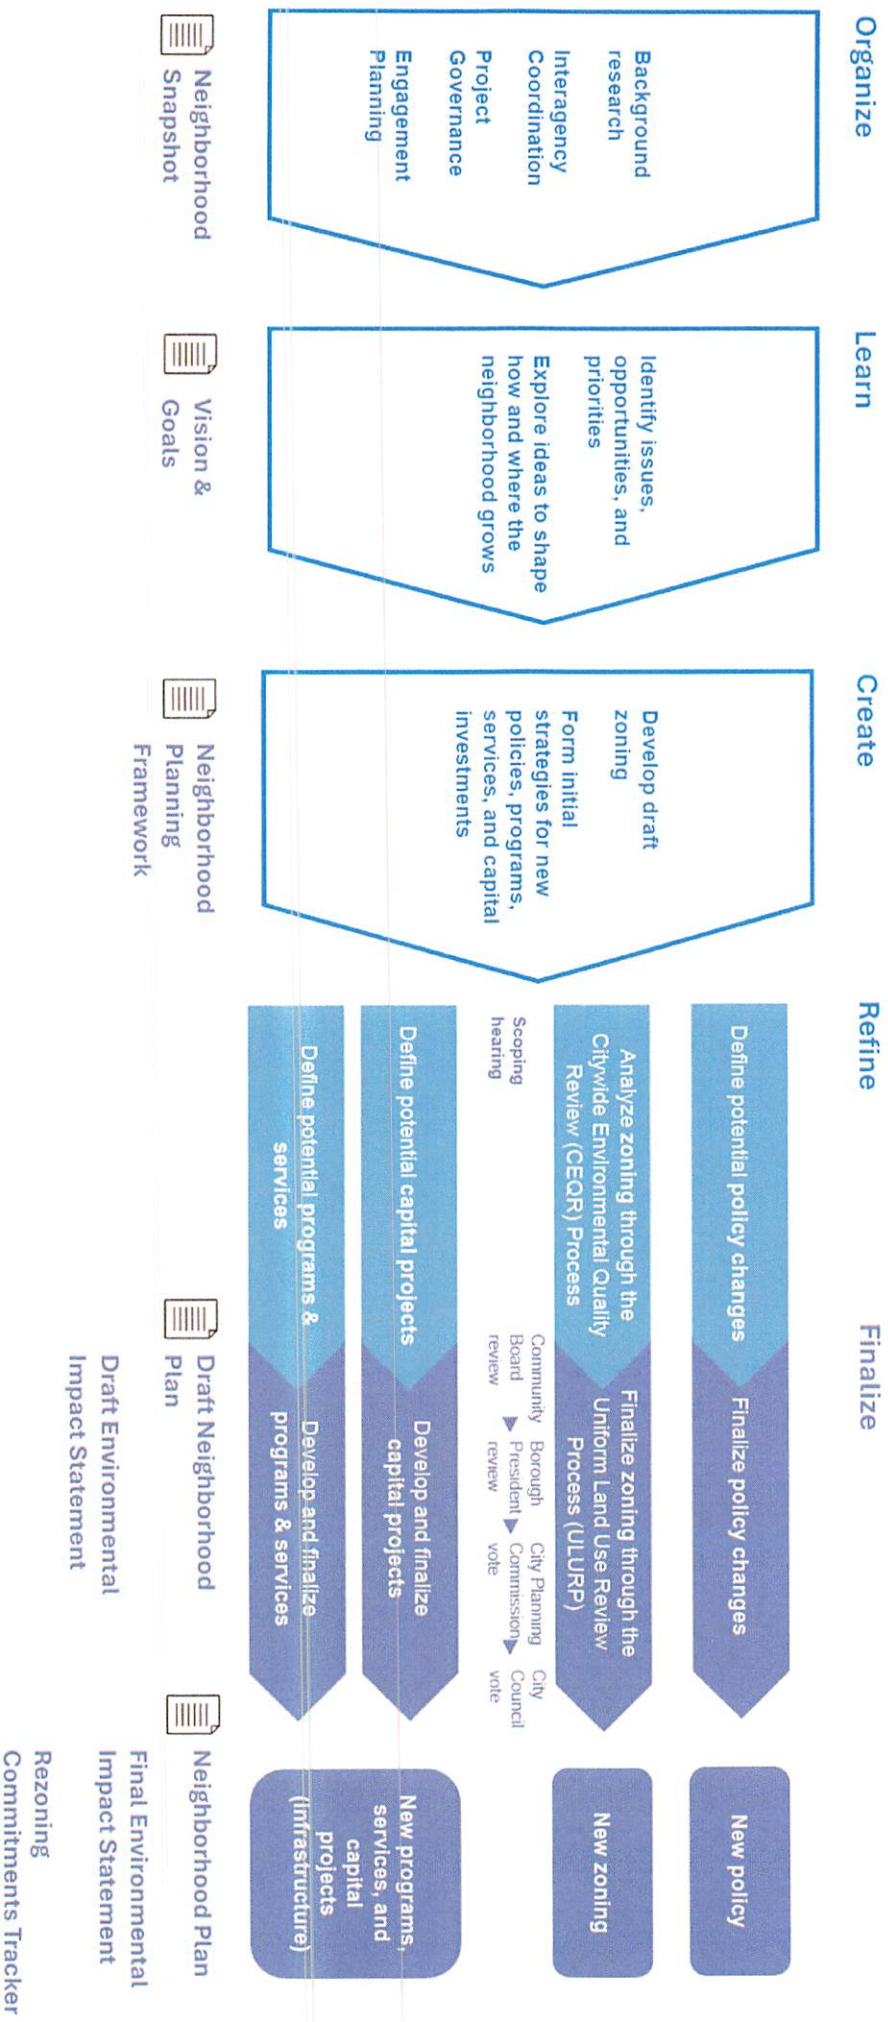 Organize
Background
research
Interagency
Coordination
Project
Governance
Engagement
Planning
Neighborhood
Snapshot
Learn
Identify issues,
opportunities, and
priorities
Explore ideas to shape
how and where the
neighborhood grows
Vision &
Goals
Create
Develop draft
zoning
Form initial
strategies for new
policies, programs,
services, and capital
investments
Neighborhood
Planning
Framework
Refine
Define potential policy changes
Analyze zoning through the
Citywide Environmental Quality
Review (CEQR) Process
Scoping
hearing
Define potential capital projects
Define potential programs &
services
Finalize
Finalize policy changes
Finalize zoning through the
Uniform Land Use Review
Process (ULURP)
Community
Board
review
Borough
President
review
City Planning
Commission
vote
City
Council
vote
Develop and finalize
capital projects
Develop and finalize
programs & services
Draft Neighborhood
Plan
Draft Environmental
Impact Statement
New policy
New zoning
New programs,
services, and
capital
projects
(infrastructure)
Neighborhood Plan
Final Environmental
Impact Statement
Rezoning
Commitments Tracker